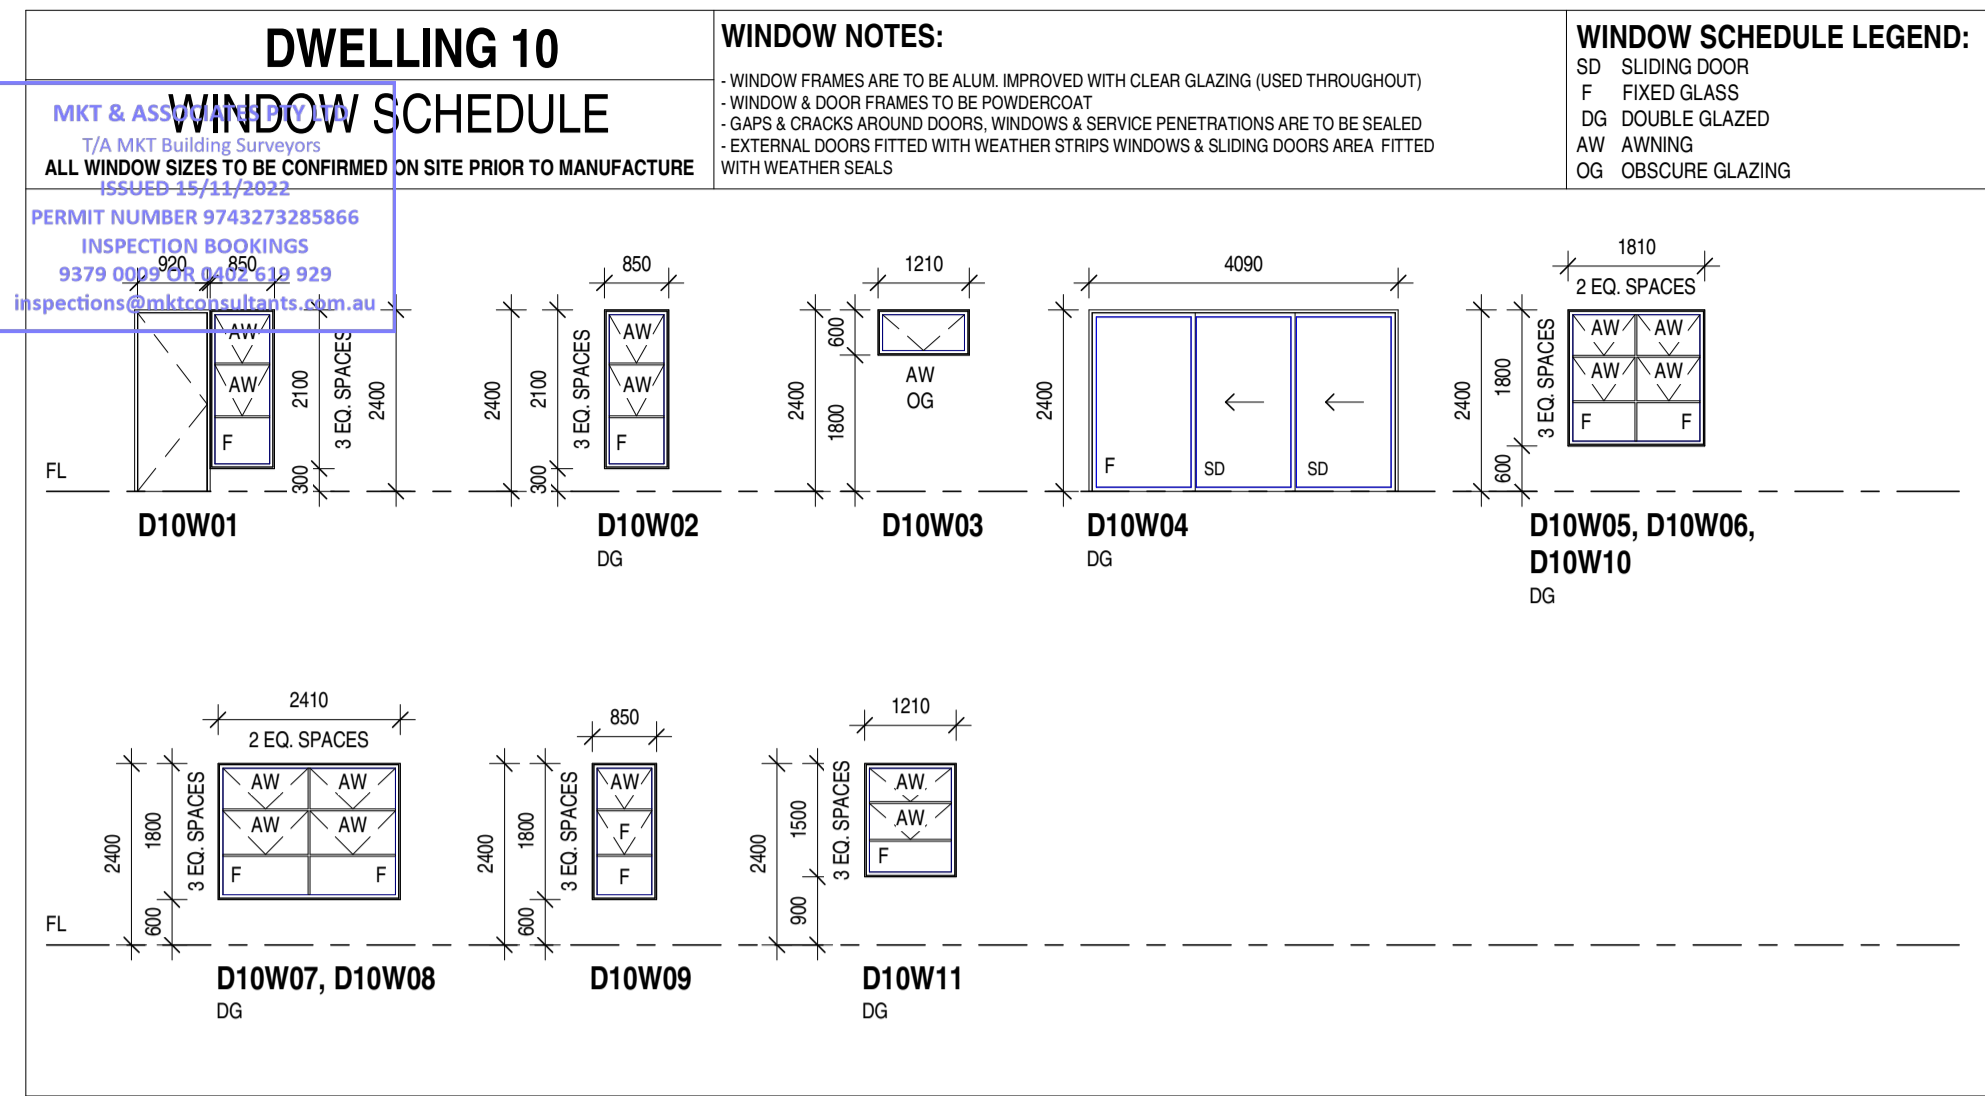 DWELLING 10
WINDOW SCHEDULE
ALL WINDOW SIZES TO BE CONFIRMED ON SITE PRIOR TO MANUFACTURE
MKT & ASSOCIATES PTY LTD
T/A MKT Building Surveyors
ISSUED 15/11/2022
PERMIT NUMBER 9743273285866
INSPECTION BOOKINGS
9379 0009 OR 0402 619 929
inspections@mktconsultants.com.au
WINDOW NOTES:
- WINDOW FRAMES ARE TO BE ALUM. IMPROVED WITH CLEAR GLAZING (USED THROUGHOUT)
- WINDOW & DOOR FRAMES TO BE POWDERCOAT
- GAPS & CRACKS AROUND DOORS, WINDOWS & SERVICE PENETRATIONS ARE TO BE SEALED
- EXTERNAL DOORS FITTED WITH WEATHER STRIPS WINDOWS & SLIDING DOORS AREA FITTED
WITH WEATHER SEALS
WINDOW SCHEDULE LEGEND:
SD SLIDING DOOR
F FIXED GLASS
DG DOUBLE GLAZED
AW AWNING
OG OBSCURE GLAZING
FL
920
850
AW
AW
F
2100
300
3 EQ. SPACES
2400
D10W01
850
2400
2100
300
3 EQ. SPACES
AW
AW
F
D10W02
DG
1210
2400
600
1800
AW
OG
D10W03
4090
2400
F
SD
SD
D10W04
DG
1810
2 EQ. SPACES
2400
1800
600
3 EQ. SPACES
AW AW
AW AW
F F
D10W05, D10W06,
D10W10
DG
FL
2410
2 EQ. SPACES
2400
1800
600
3 EQ. SPACES
AW AW
AW AW
F F
D10W07, D10W08
DG
850
2400
1800
600
3 EQ. SPACES
AW
F
F
D10W09
1210
2400
1500
900
3 EQ. SPACES
AW
AW
F
D10W11
DG